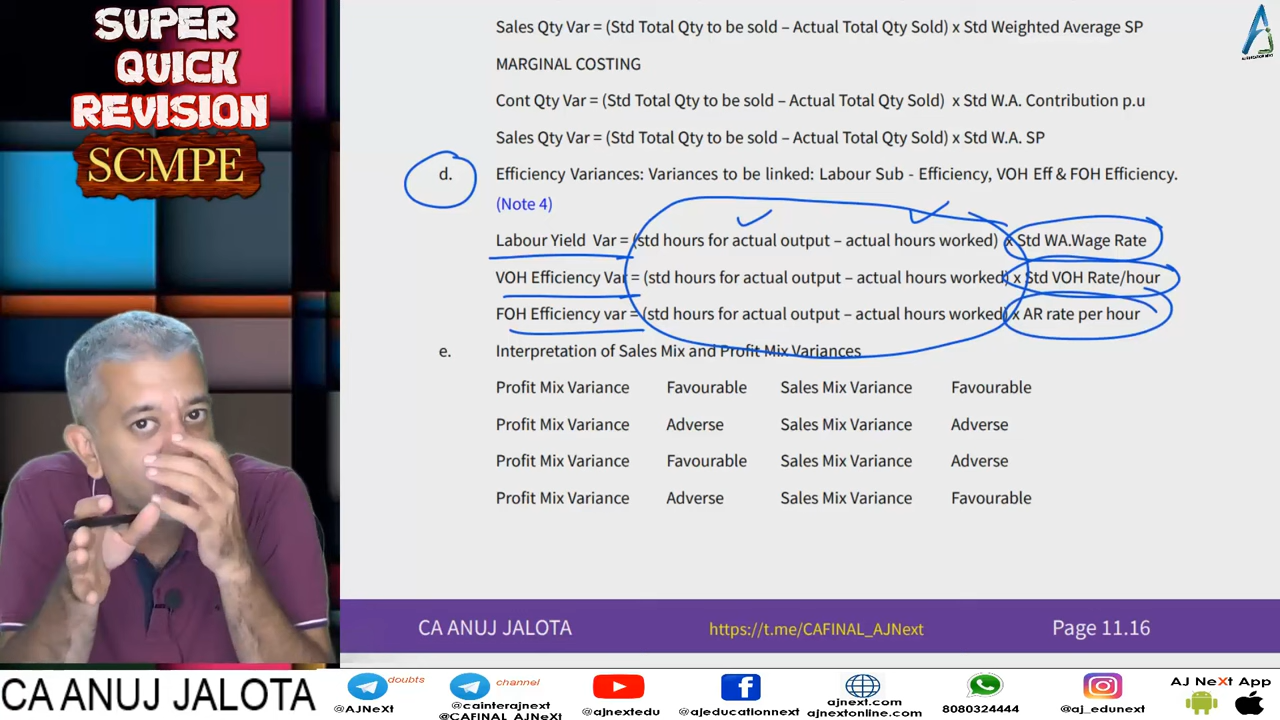 SUPER
QUICK
REVISION
SCMPE
Sales Qty Var = (Std Total Qty to be sold – Actual Total Qty Sold) x Std Weighted Average SP
MARGINAL COSTING
Cont Qty Var = (Std Total Qty to be sold – Actual Total Qty Sold) x Std W.A. Contribution p.u
Sales Qty Var = (Std Total Qty to be sold – Actual Total Qty Sold) x Std W.A. SP
d. Efficiency Variances: Variances to be linked: Labour Sub - Efficiency, VOH Eff & FOH Efficiency.
(Note 4)
Labour Yield Var = (std hours for actual output – actual hours worked) x Std WA.Wage Rate
VOH Efficiency Var = (std hours for actual output – actual hours worked) x Std VOH Rate/hour
FOH Efficiency var = (std hours for actual output – actual hours worked) x AR rate per hour
e. Interpretation of Sales Mix and Profit Mix Variances
Profit Mix Variance Favourable Sales Mix Variance Favourable
Profit Mix Variance Adverse Sales Mix Variance Adverse
Profit Mix Variance Favourable Sales Mix Variance Adverse
Profit Mix Variance Adverse Sales Mix Variance Favourable
CA ANUJ JALOTA https://t.me/CAFINAL_AJNext Page 11.16
CA ANUJ JALOTA
doubts
@AJNeXt
channel
@cainterajnext
@CAFINAL_AJNeXt
@ajnextedu
@ajeducationnext
ajnext.com
ajnextonline.com
8080324444
@aj_edunext
AJ NeXt App